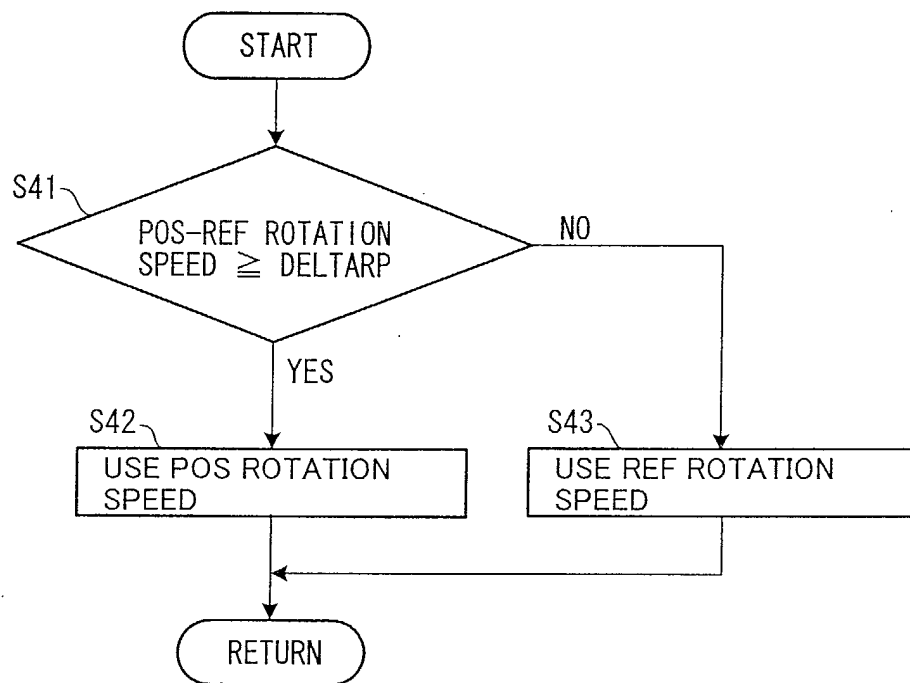 START
S41
POS-REF ROTATION
SPEED ≧ DELTARP
NO
YES
S42
USE POS ROTATION
SPEED
S43
USE REF ROTATION
SPEED
RETURN